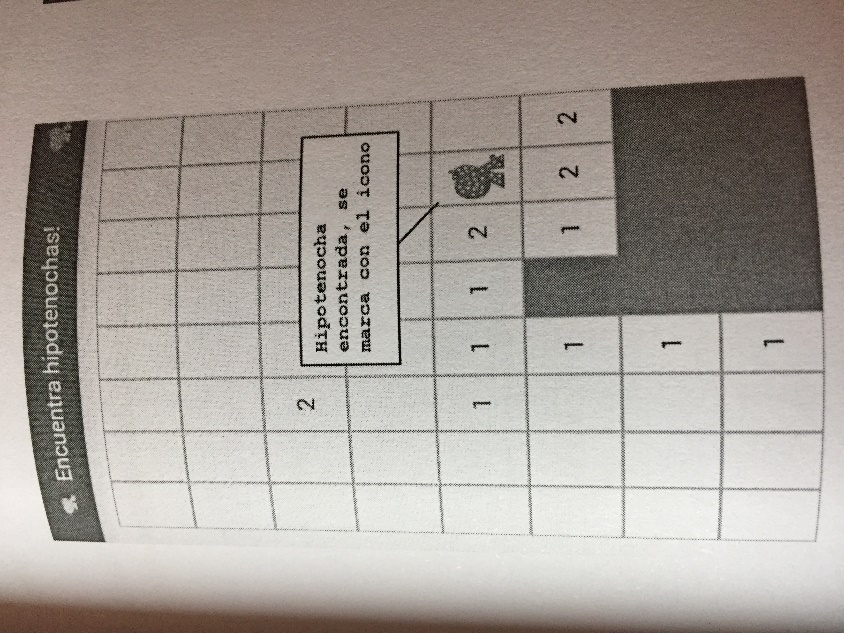 Encuentra hipotenochas!
2
Hipotenocha
encontrada, se
marca con el icono
1 1 1 2
1 1 2 2
1
1